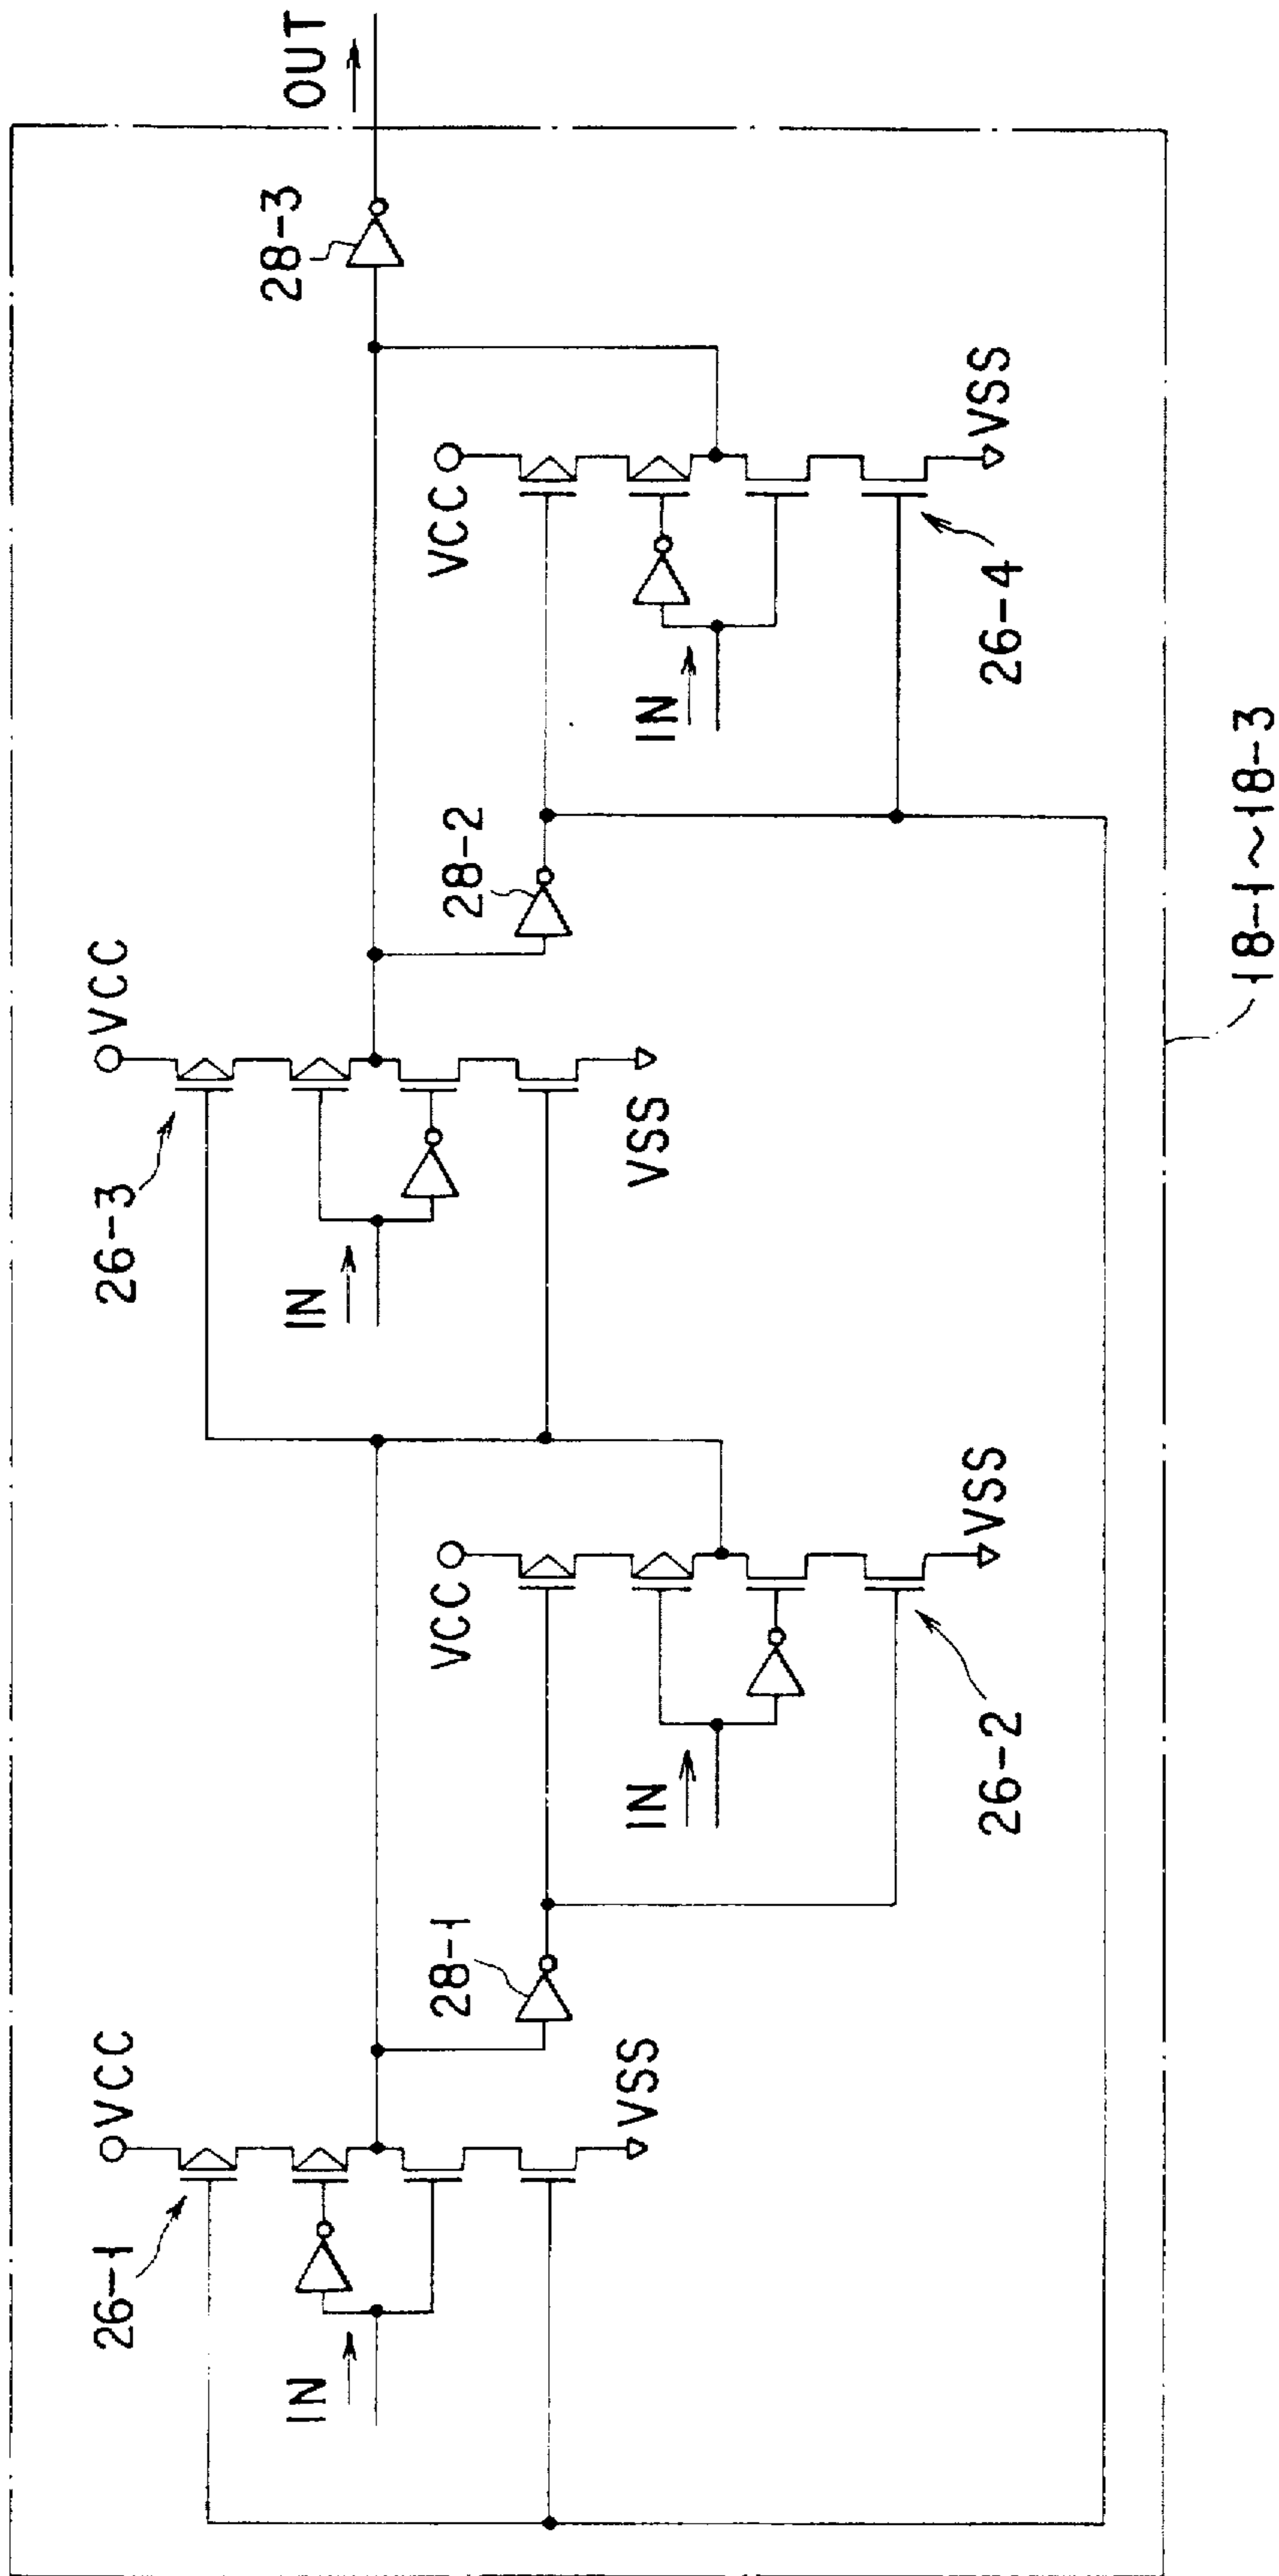 26-1
VCC
26-3
VCC
IN
IN
28-3
OUT
28-1
VCC
28-2
VCC
VSS
IN
VSS
IN
26-2
VSS
26-4
VSS
18-1~18-3